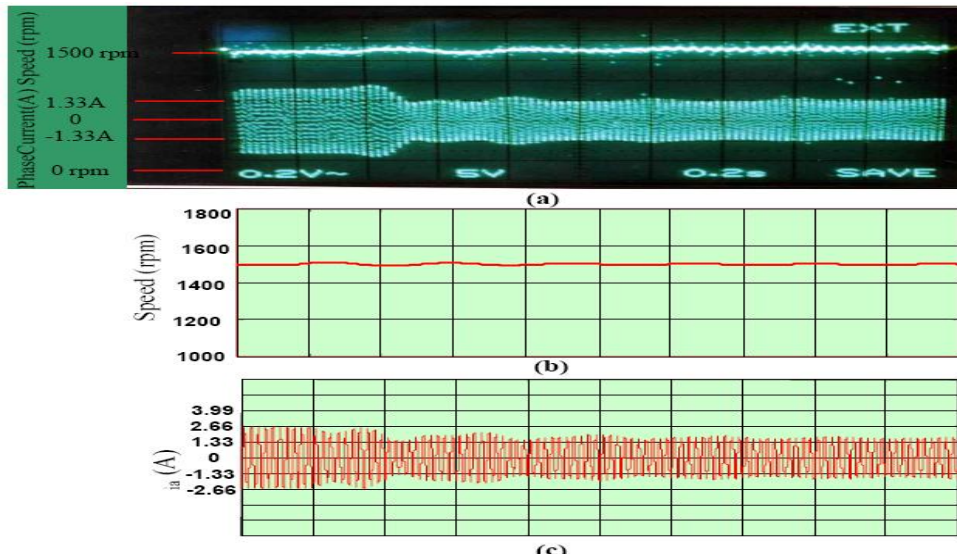 EXT
PhaseCurrent(A) Speed (rpm)
1500 rpm
1.33A
0
-1.33A
0 rpm
0.2V~ 5V 0.2s SAVE
(a)
Speed (rpm)
1800
1600
1400
1200
1000
(b)
ia (A)
3.99
2.66
1.33
0
-1.33
-2.66
(c)